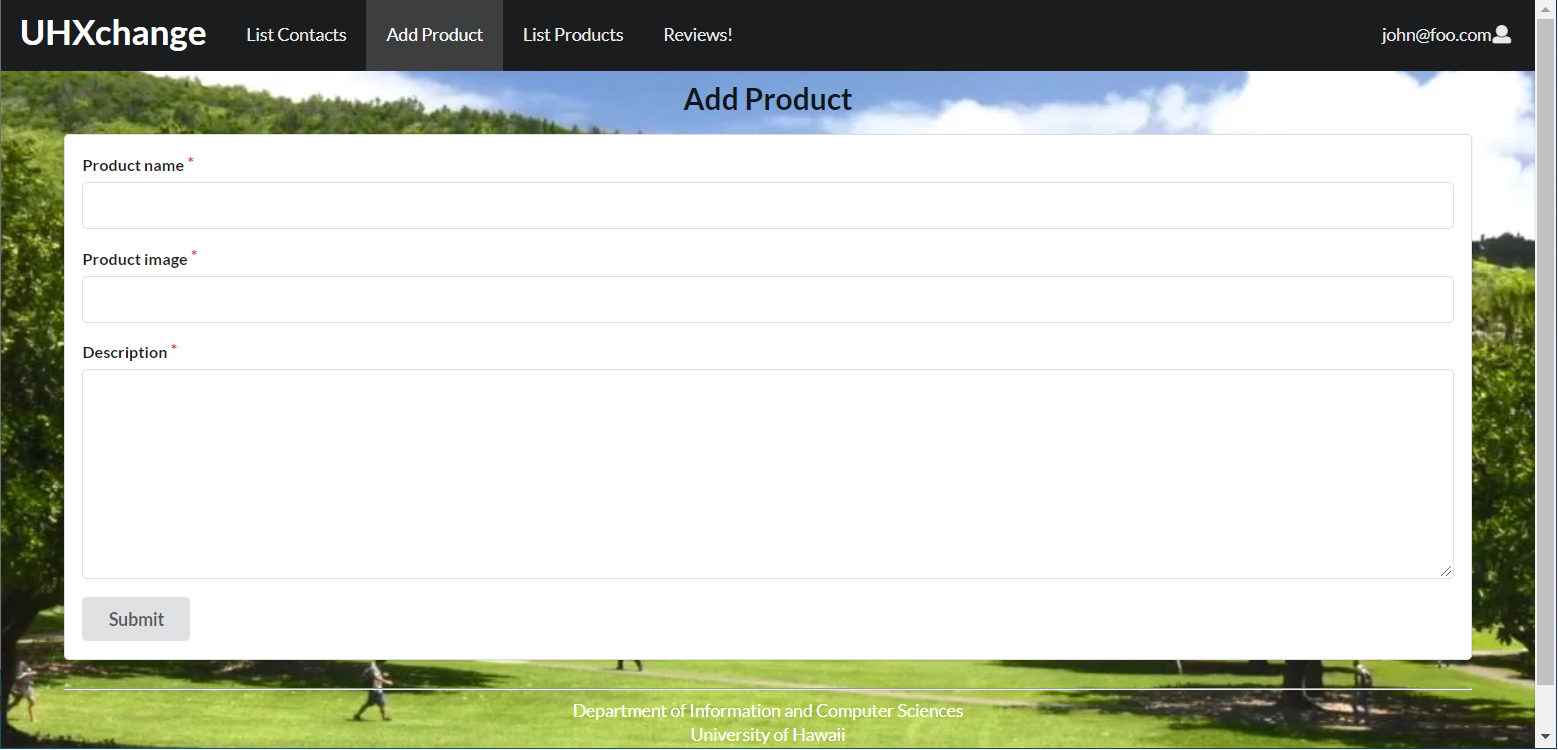 UHXchange List Contacts Add Product List Products Reviews! john@foo.com
Add Product
Product name *
Product image *
Description *
Submit
Department of Information and Computer Sciences
University of Hawaii